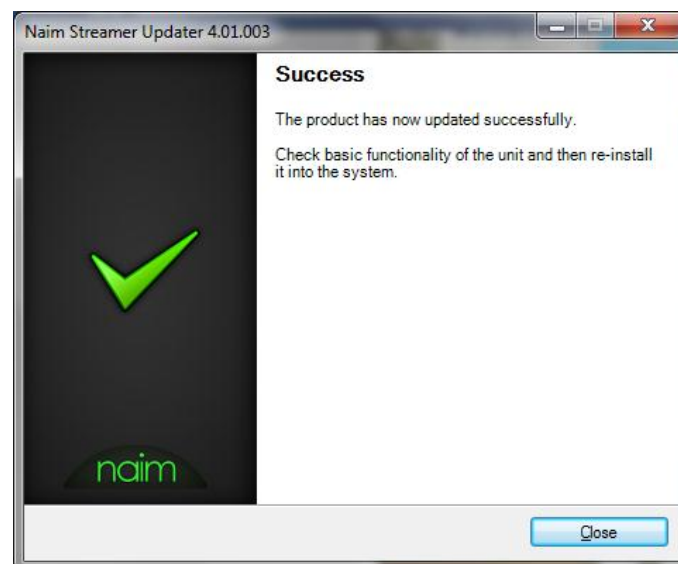 Naim Streamer Updater 4.01.003
Success
The product has now updated successfully.
Check basic functionality of the unit and then re-install
it into the system.
naim
Close